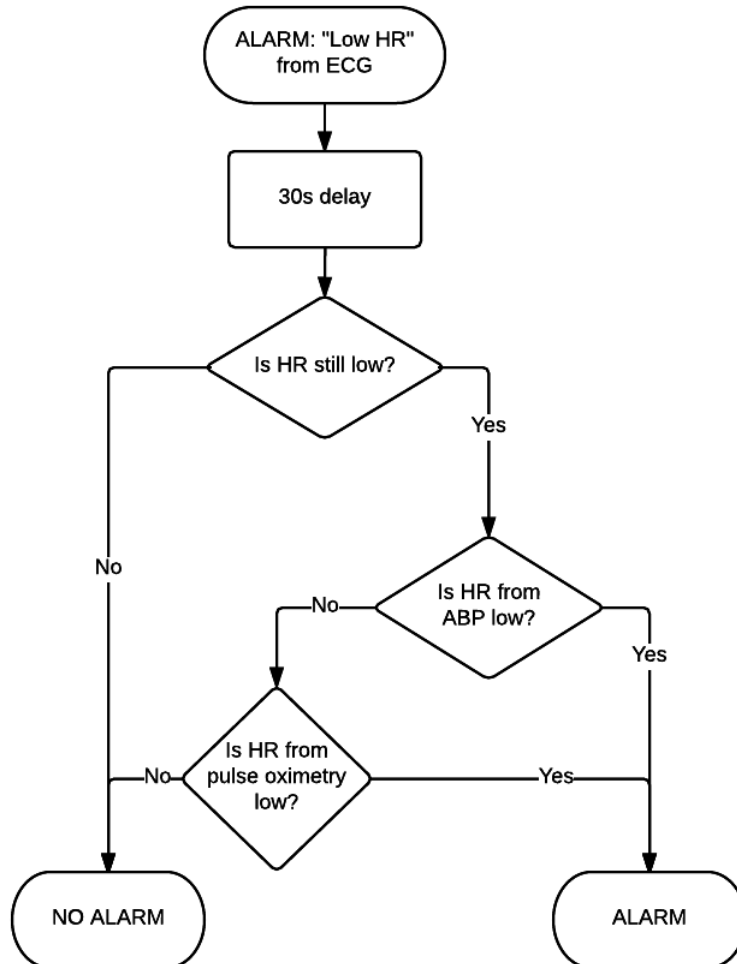 ALARM: "Low HR"
from ECG
30s delay
Is HR still low?
Yes
No
Is HR from
ABP low?
No
Yes
Is HR from
pulse oximetry
low?
No
Yes
NO ALARM
ALARM